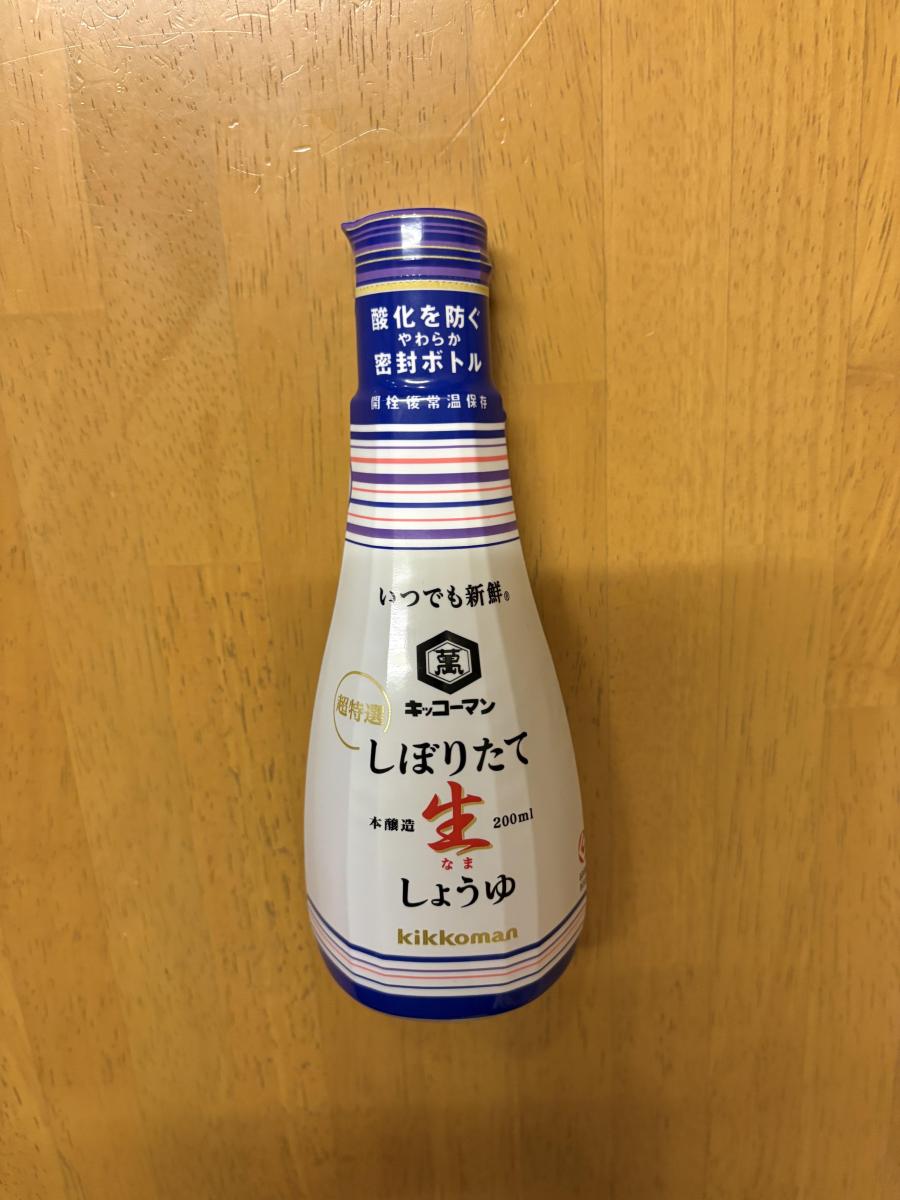 酸化を防ぐ
やわらか
密封ボトル
開栓後常温保存
いつでも新鮮®
萬
キッコーマン
超特選
しぼりたて
本醸造 生 200ml
なま
しょうゆ
kikkoman